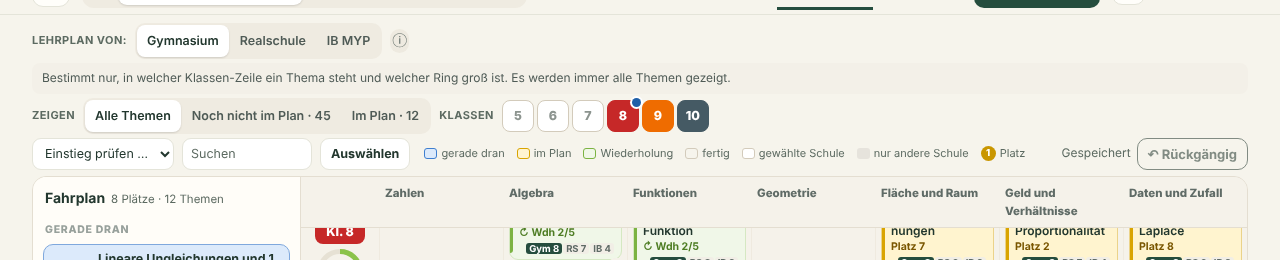 LEHRPLAN VON: Gymnasium Realschule IB MYP ⓘ
Bestimmt nur, in welcher Klassen-Zeile ein Thema steht und welcher Ring groß ist. Es werden immer alle Themen gezeigt.
ZEIGEN Alle Themen Noch nicht im Plan · 45 Im Plan · 12 KLASSEN 5 6 7 8 9 10
Einstieg prüfen ... Suchen Auswählen gerade dran im Plan Wiederholung fertig gewählte Schule nur andere Schule 1 Platz Gespeichert ↶ Rückgängig
Fahrplan 8 Plätze · 12 Themen
Zahlen Algebra Funktionen Geometrie Fläche und Raum Geld und Verhältnisse Daten und Zufall
GERADE DRAN
Lineare Ungleichungen und 1
Kl. 8
↻ Wdh 2/5
Gym 8 RS 7 IB 4
Funktion
↻ Wdh 2/5
nungen
Platz 7
Proportionalität
Platz 2
Laplace
Platz 8